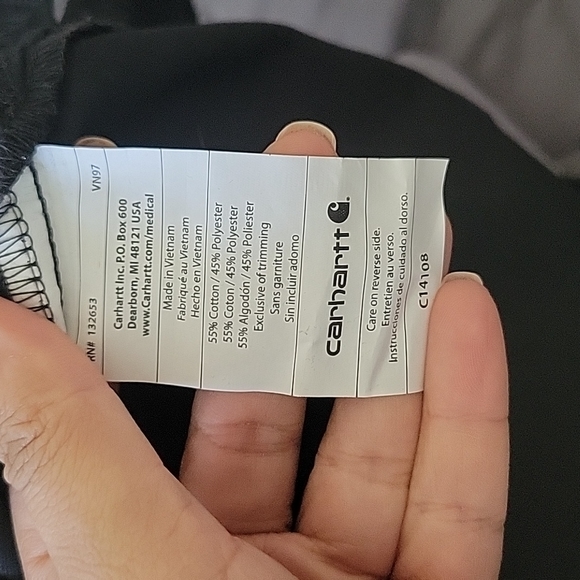 RN# 132653 VN97
Carhartt Inc. P.O. Box 600
Dearborn, MI 48121 USA
www.Carhartt.com/medical
Made in Vietnam
Fabriqué au Vietnam
Hecho en Vietnam
55% Cotton / 45% Polyester
55% Coton / 45% Polyester
55% Algodón / 45% Poliester
Exclusive of trimming
Sans garniture
Sin incluir adorno
carhartt
Care on reverse side.
Entretien au verso.
Instrucciones de cuidado al dorso.
C14108